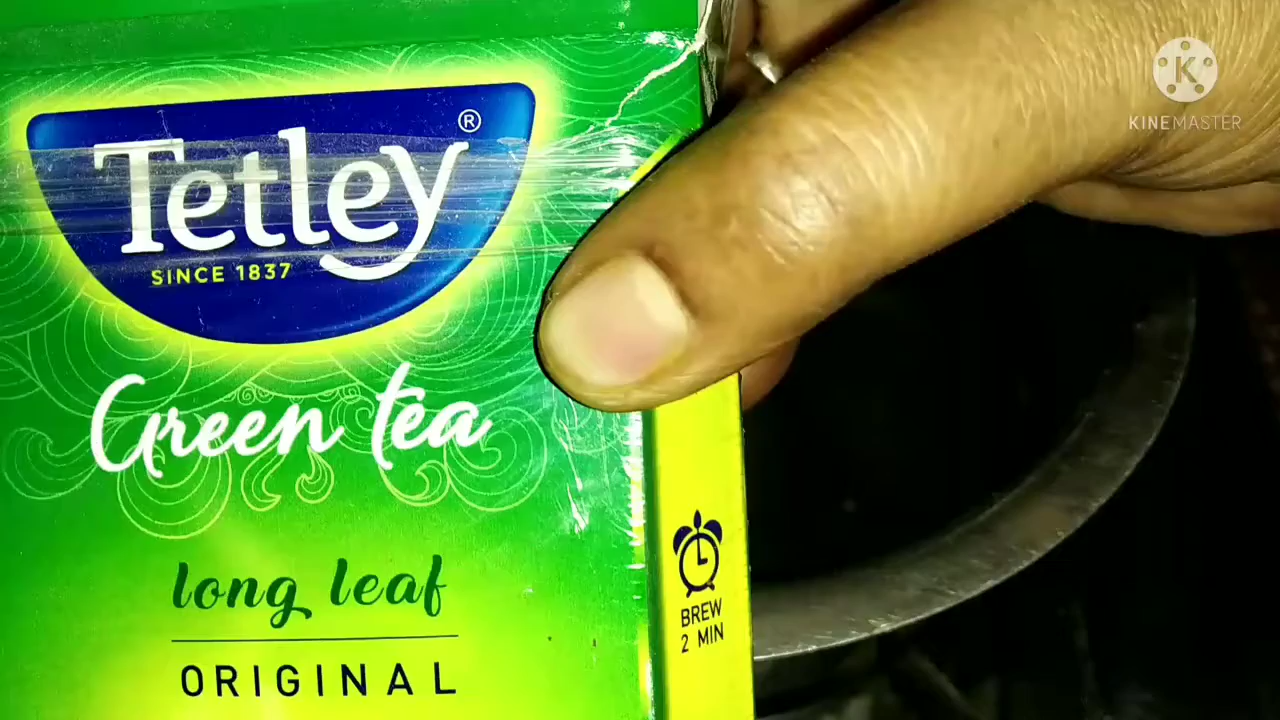 Tetley®
SINCE 1837
Green tea
long leaf
ORIGINAL
BREW
2 MIN
K
KINEMASTER